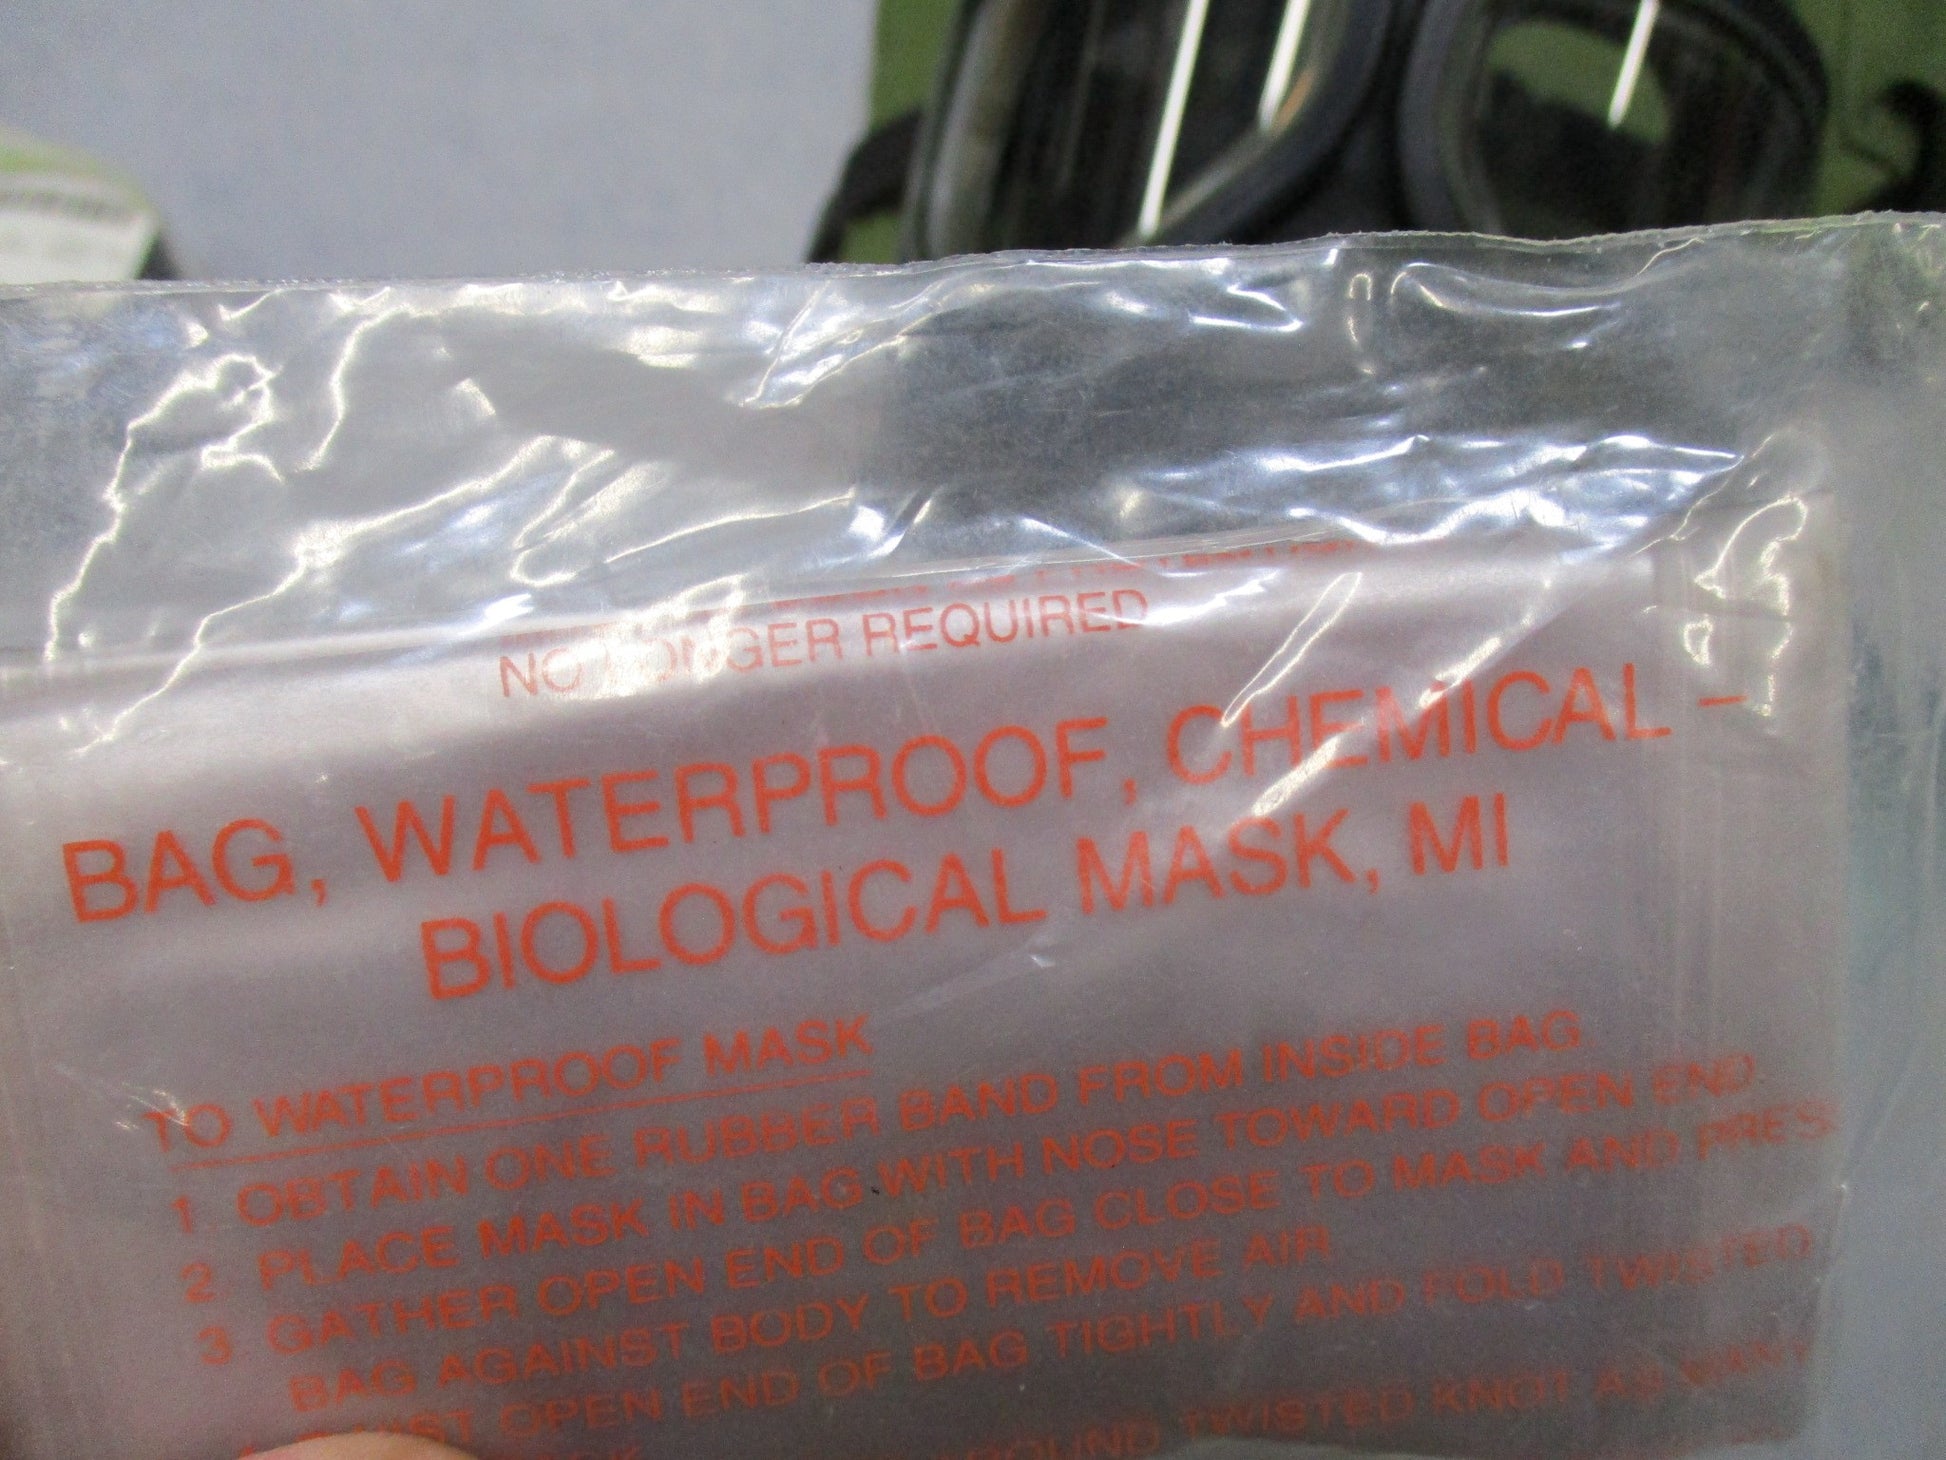 NO LONGER REQUIRED
BAG, WATERPROOF, CHEMICAL –
BIOLOGICAL MASK, MI
TO WATERPROOF MASK
1. OBTAIN ONE RUBBER BAND FROM INSIDE BAG.
2. PLACE MASK IN BAG WITH NOSE TOWARD OPEN END.
3. GATHER OPEN END OF BAG CLOSE TO MASK AND PRES
BAG AGAINST BODY TO REMOVE AIR.
OPEN END OF BAG TIGHTLY AND FOLD TWISTED
TWISTED KNOT AS MANY